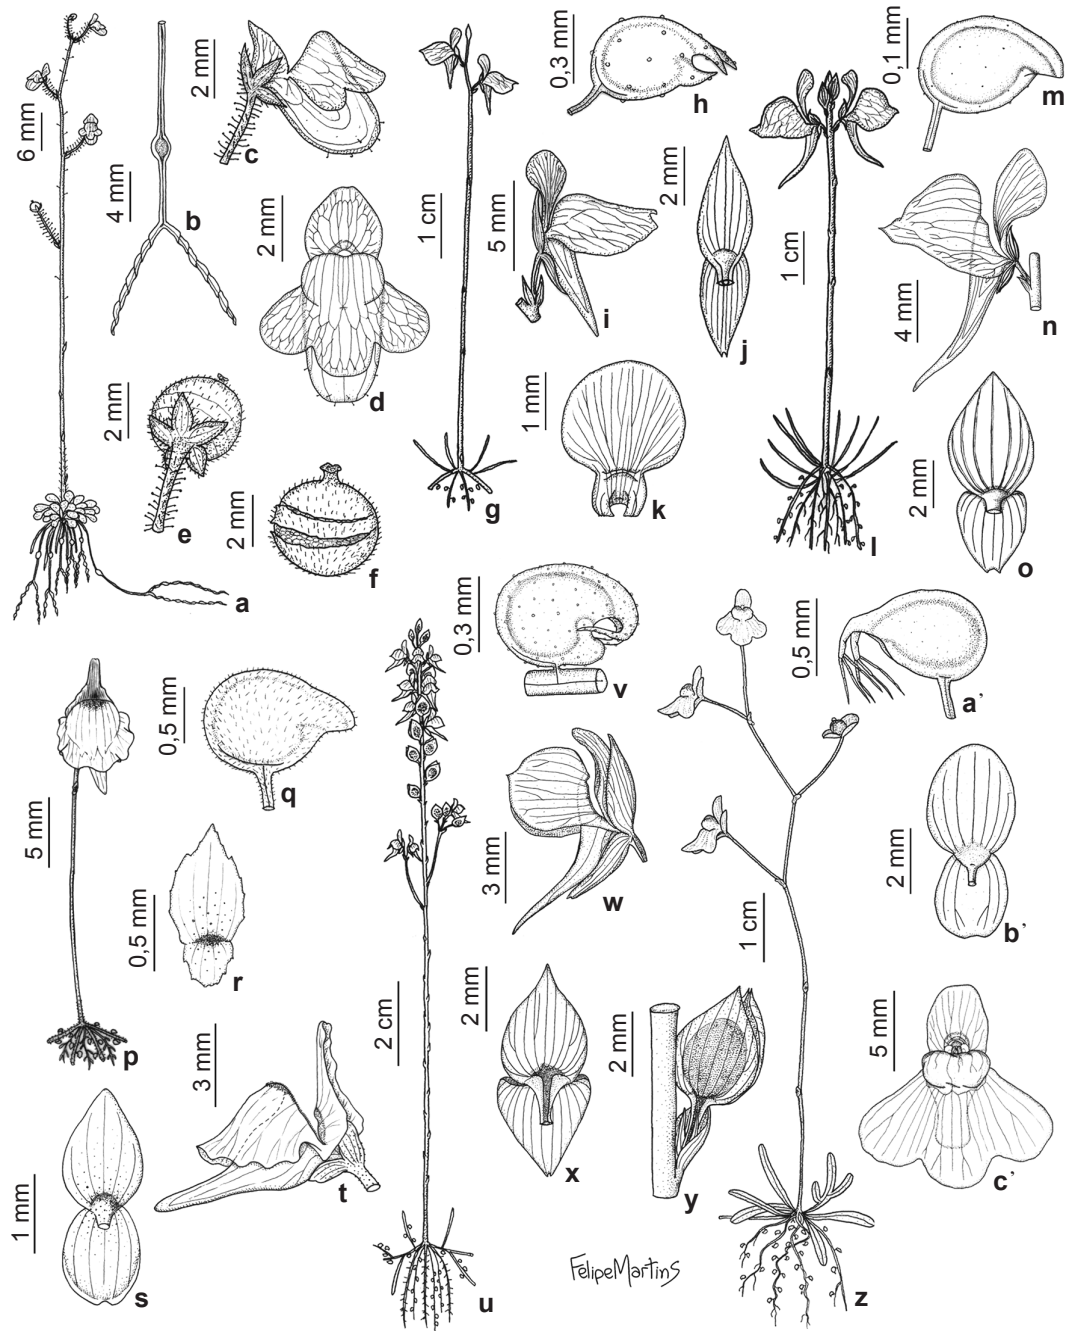 6 mm
4 mm
b
2 mm
c
2 mm
d
2 mm
e
2 mm
f
a
1 cm
g
0,3 mm
h
5 mm
i
2 mm
j
1 mm
k
1 cm
l
0,1 mm
m
4 mm
n
2 mm
o
5 mm
p
0,5 mm
q
0,5 mm
r
1 mm
s
3 mm
t
2 cm
u
0,3 mm
v
3 mm
w
2 mm
x
2 mm
y
1 cm
z
0,5 mm
a’
2 mm
b’
5 mm
c’
FelipeMartins